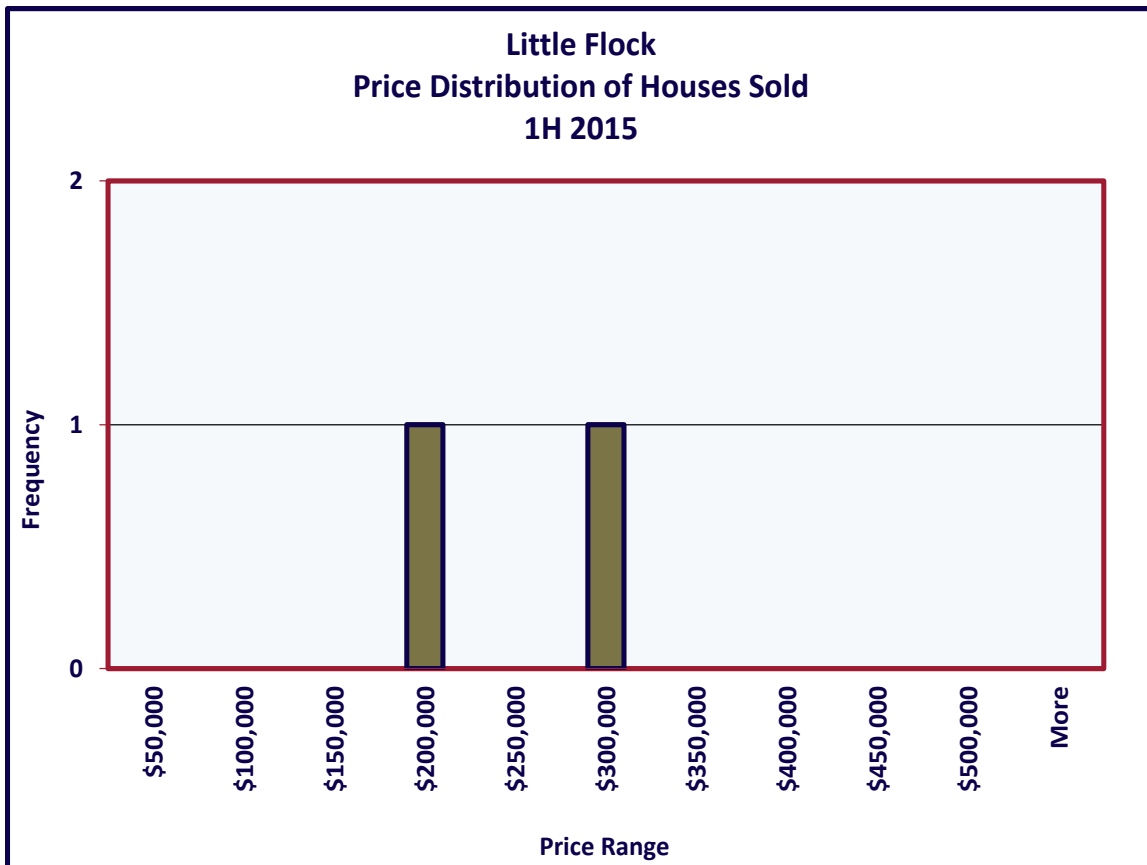 Little Flock
Price Distribution of Houses Sold
1H 2015
2
1
0
Frequency
$50,000
$100,000
$150,000
$200,000
$250,000
$300,000
$350,000
$400,000
$450,000
$500,000
More
Price Range